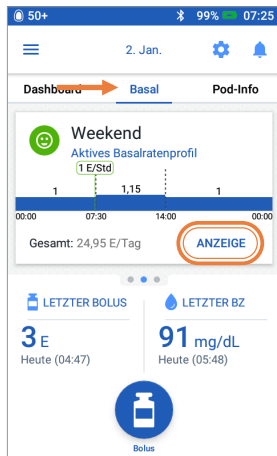 50+ 99% 07:25
2. Jan.
Dashboard Basal Pod-Info
Weekend
Aktives Basalratenprofil
1 E/Std
1 1,15 1
00:00 07:30 14:00 00:00
Gesamt: 24,95 E/Tag ANZEIGE
LETZTER BOLUS LETZTER BZ
3 E 91 mg/dL
Heute (04:47) Heute (05:48)
Bolus